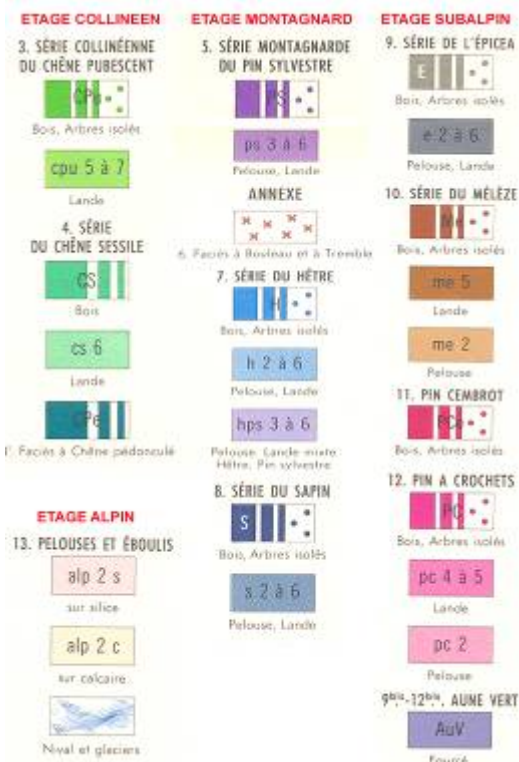 ETAGE COLLINEEN
3. SÉRIE COLLINÉENNE
DU CHÊNE PUBESCENT
CPu
Bois, Arbres isolés
cpu 5 à 7
Lande
4. SÉRIE
DU CHÊNE SESSILE
CS
Bois
cs 6
Lande
CPe
Faciés à Chêne pédonculé
ETAGE ALPIN
13. PELOUSES ET ÉBOULIS
alp 2 s
sur silice
alp 2 c
sur calcaire
Nival et glaciers
ETAGE MONTAGNARD
5. SÉRIE MONTAGNARDE
DU PIN SYLVESTRE
PS
Bois, Arbres isolés
ps 3 à 6
Pelouse, Lande
ANNEXE
6. Faciés à Bouleau et à Tremble
7. SÉRIE DU HÊTRE
H
Bois, Arbres isolés
h 2 à 6
Pelouse, Lande
hps 3 à 6
Pelouse Lande mixte
Hêtre, Pin sylvestre
8. SÉRIE DU SAPIN
S
Bois, Arbres isolés
s 2 à 6
Pelouse, Lande
ETAGE SUBALPIN
9. SÉRIE DE L'ÉPICEA
E
Bois, Arbres isolés
e 2 à 6
Pelouse, Lande
10. SÉRIE DU MÉLÈZE
Me
Bois, Arbres isolés
me 5
Lande
me 2
Pelouse
11. PIN CEMBROT
PCe
Bois, Arbres isolés
12. PIN A CROCHETS
PC
Bois, Arbres isolés
pc 4 à 5
Lande
pc 2
Pelouse
9bis-12bis. AUNE VERT
AuV
Fourré